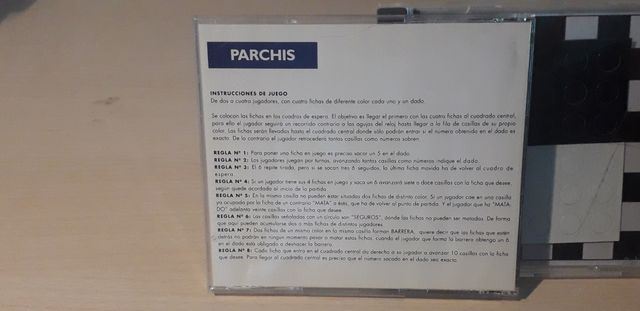 PARCHIS
INSTRUCCIONES DE JUEGO
De dos a cuatro jugadores, con cuatro fichas de diferente color cada uno y un dado.
Se colocan las fichas en los cuadros de espera. El objetivo es llegar el primero con las cuatro fichas al cuadrado central,
para ello el jugador seguirá un recorrido contrario a las agujas del reloj hasta llegar a la fila de casillas de su propio
color. Las fichas serán llevadas hasta el cuadrado central donde sólo podrán entrar si el número obtenido en el dado es
exacto. De lo contrario el jugador retrocederá tantas casillas como números sobren.
REGLA Nº 1: Para poner una ficha en juego es preciso sacar un 5 en el dado.
REGLA Nº 2: Los jugadores juegan por turnos, avanzando tantas casillas como números indique el dado.
REGLA Nº 3: El 6 repite tirada, pero si se sacan tres 6 seguidos, la última ficha movida ha de volver al cuadro de
espera.
REGLA Nº 4: Si un jugador tiene sus 4 fichas en juego y saca un 6 avanzará siete o doce casillas con la ficha que desee,
según quede acordado al inicio de la partida.
REGLA Nº 5: En la misma casilla no pueden estar situadas dos fichas de distinto color. Si un jugador cae en una casilla
ya ocupada por la ficha de un contrario "MATA" a ésta, que ha de volver al punto de partida. Y el jugador que ha "MATA-
DO" adelanta veinte casillas con la ficha que desee.
REGLA Nº 6: Las casillas señaladas con un círculo son "SEGUROS", donde las fichas no pueden ser matadas. De forma
que aquí pueden acumularse dos o más fichas de distintos jugadores.
REGLA Nº 7: Dos fichas de un mismo color en la misma casilla forman BARRERA, quiere decir que las fichas que estén
detrás no podrán en ningún momento pasar o matar estas fichas, cuando el jugador que forma la barrera obtenga un 6
en el dado está obligado a deshacer la barrera.
REGLA Nº 8: Cada ficha que entra en el cuadrado central da derecho a su jugador a avanzar 10 casillas con la ficha
que desee. Para llegar al cuadrado central es preciso que el número sacado en el dado sea exacto.